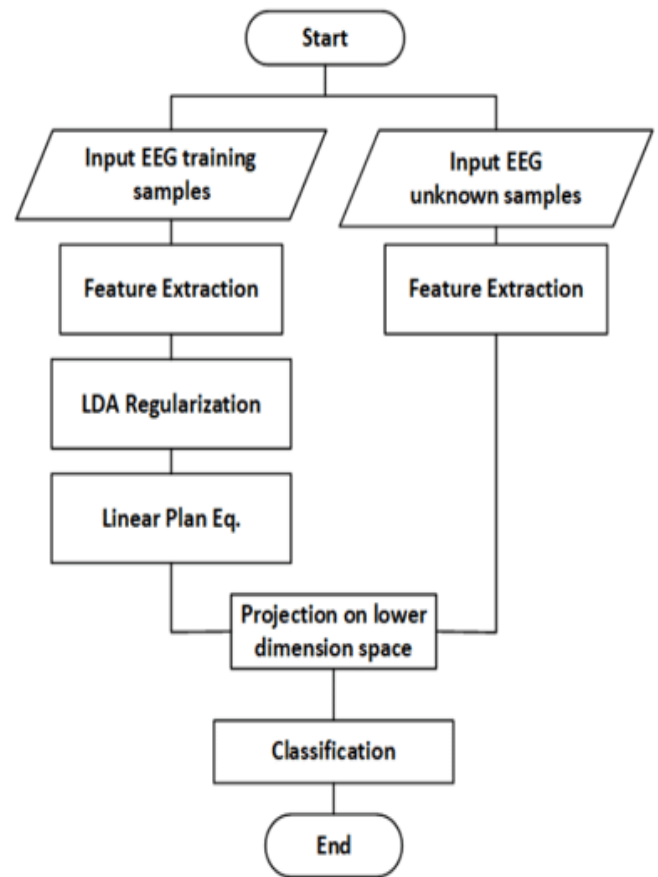 Start
Input EEG training
samples
Input EEG
unknown samples
Feature Extraction
Feature Extraction
LDA Regularization
Linear Plan Eq.
Projection on lower
dimension space
Classification
End